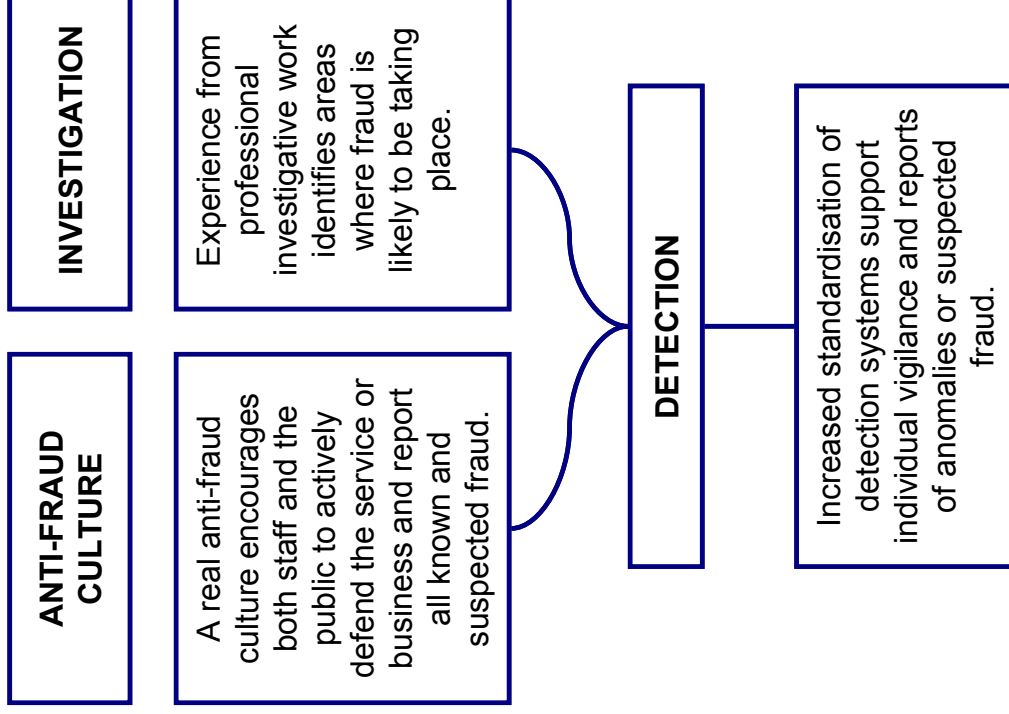 ANTI-FRAUD
CULTURE
A real anti-fraud
culture encourages
both staff and the
public to actively
defend the service or
business and report
all known and
suspected fraud.
INVESTIGATION
Experience from
professional
investigative work
identifies areas
where fraud is
likely to be taking
place.
DETECTION
Increased standardisation of
detection systems support
individual vigilance and reports
of anomalies or suspected
fraud.